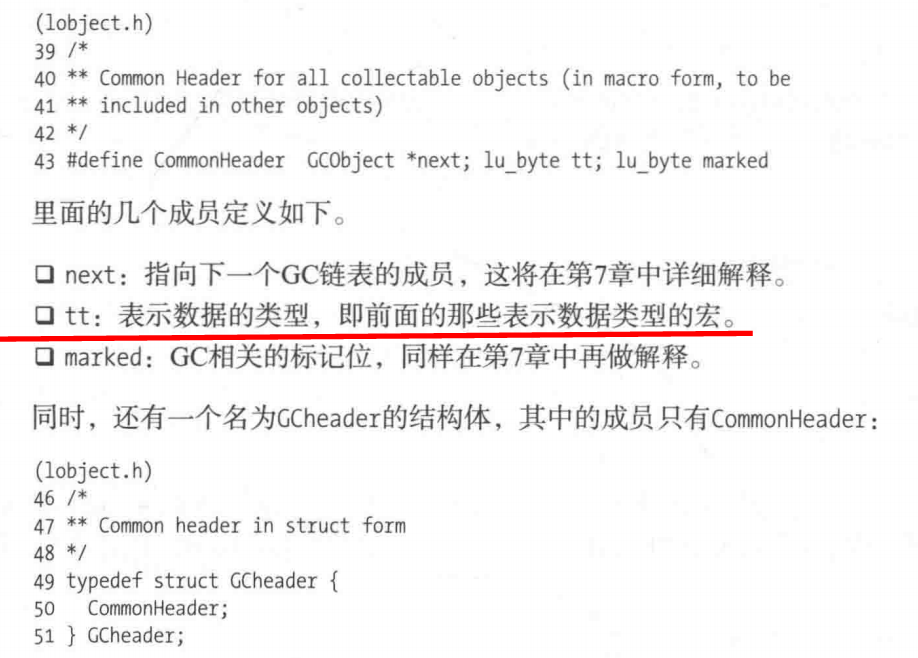 (lobject.h)
39 /*
40 ** Common Header for all collectable objects (in macro form, to be
41 ** included in other objects)
42 */
43 #define CommonHeader  GCObject *next; lu_byte tt; lu_byte marked
里面的几个成员定义如下。
❏ next：指向下一个GC链表的成员，这将在第7章中详细解释。
❏ tt：表示数据的类型，即前面的那些表示数据类型的宏。
❏ marked：GC相关的标记位，同样在第7章中再做解释。
同时，还有一个名为GCheader的结构体，其中的成员只有CommonHeader：
(lobject.h)
46 /*
47 ** Common header in struct form
48 */
49 typedef struct GCheader {
50   CommonHeader;
51 } GCheader;